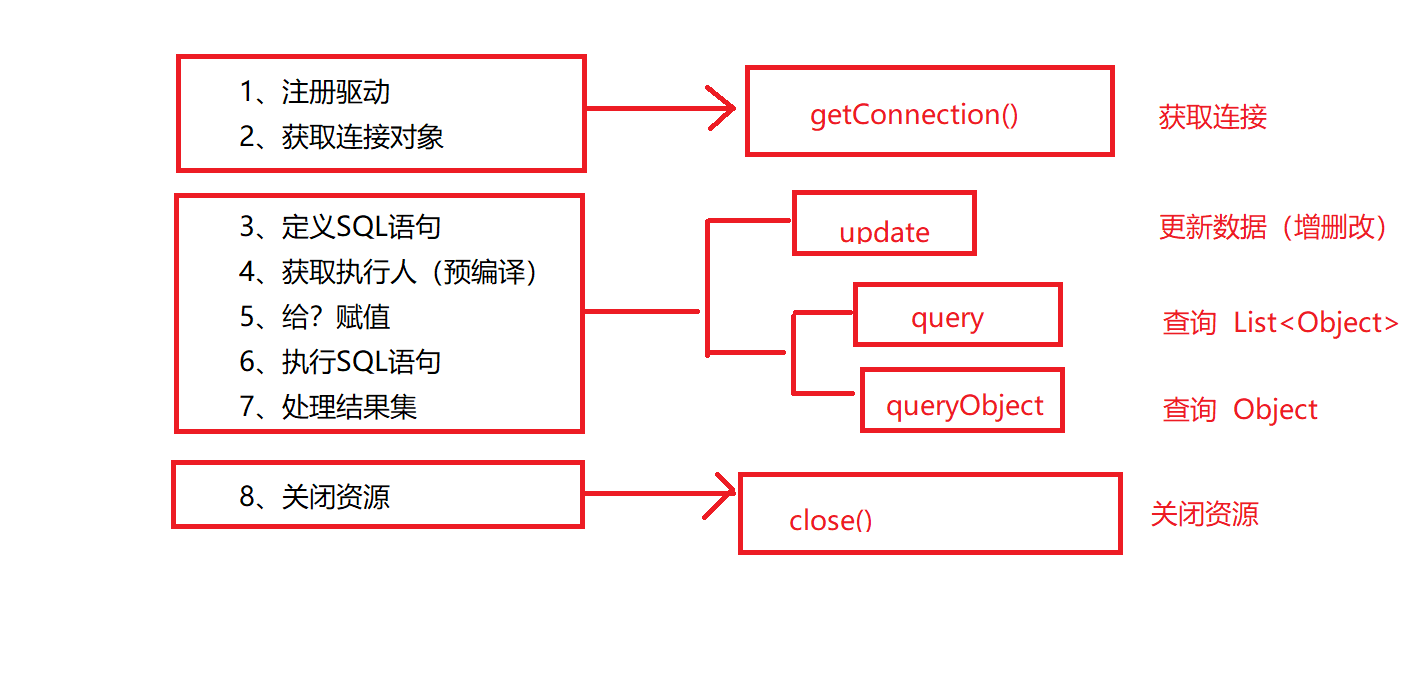 1、注册驱动
2、获取连接对象
getConnection()
获取连接
3、定义SQL语句
4、获取执行人（预编译）
5、给？赋值
6、执行SQL语句
7、处理结果集
update
更新数据（增删改）
query
查询 List<Object>
queryObject
查询 Object
8、关闭资源
close()
关闭资源